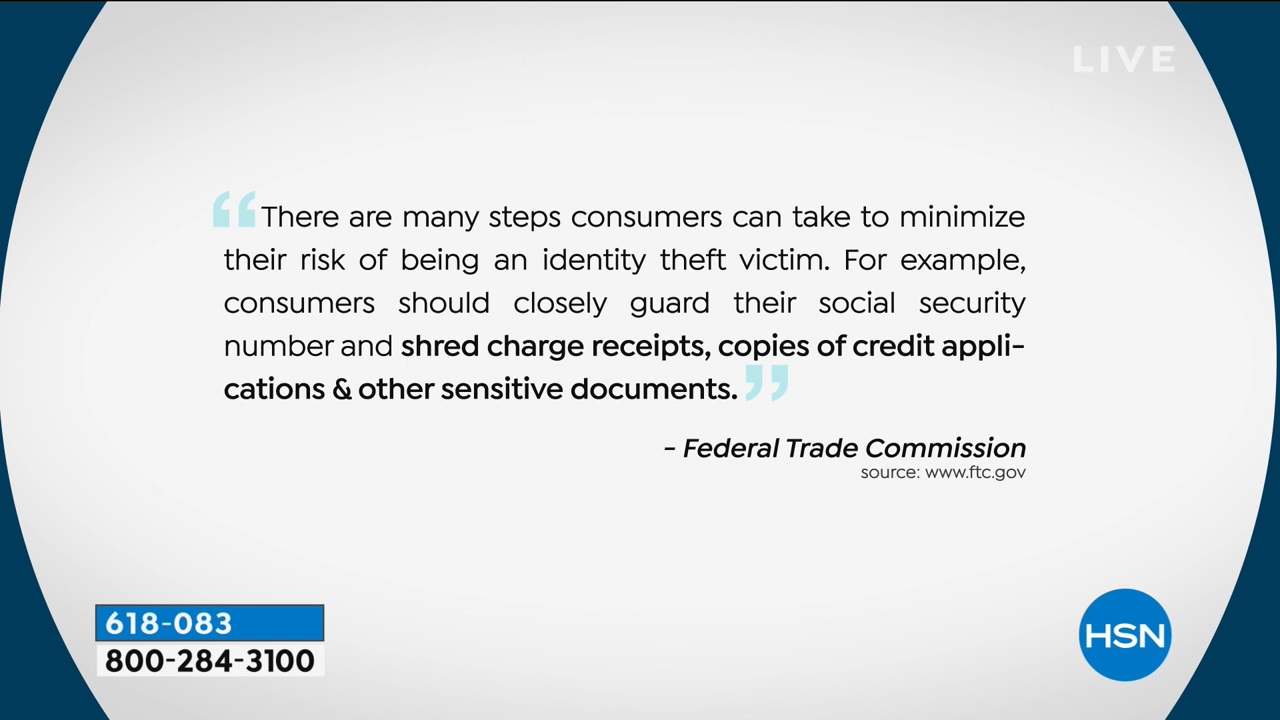 LIVE
“There are many steps consumers can take to minimize
their risk of being an identity theft victim. For example,
consumers should closely guard their social security
number and shred charge receipts, copies of credit appli-
cations & other sensitive documents.”
- Federal Trade Commission
source: www.ftc.gov
618-083
800-284-3100
HSN